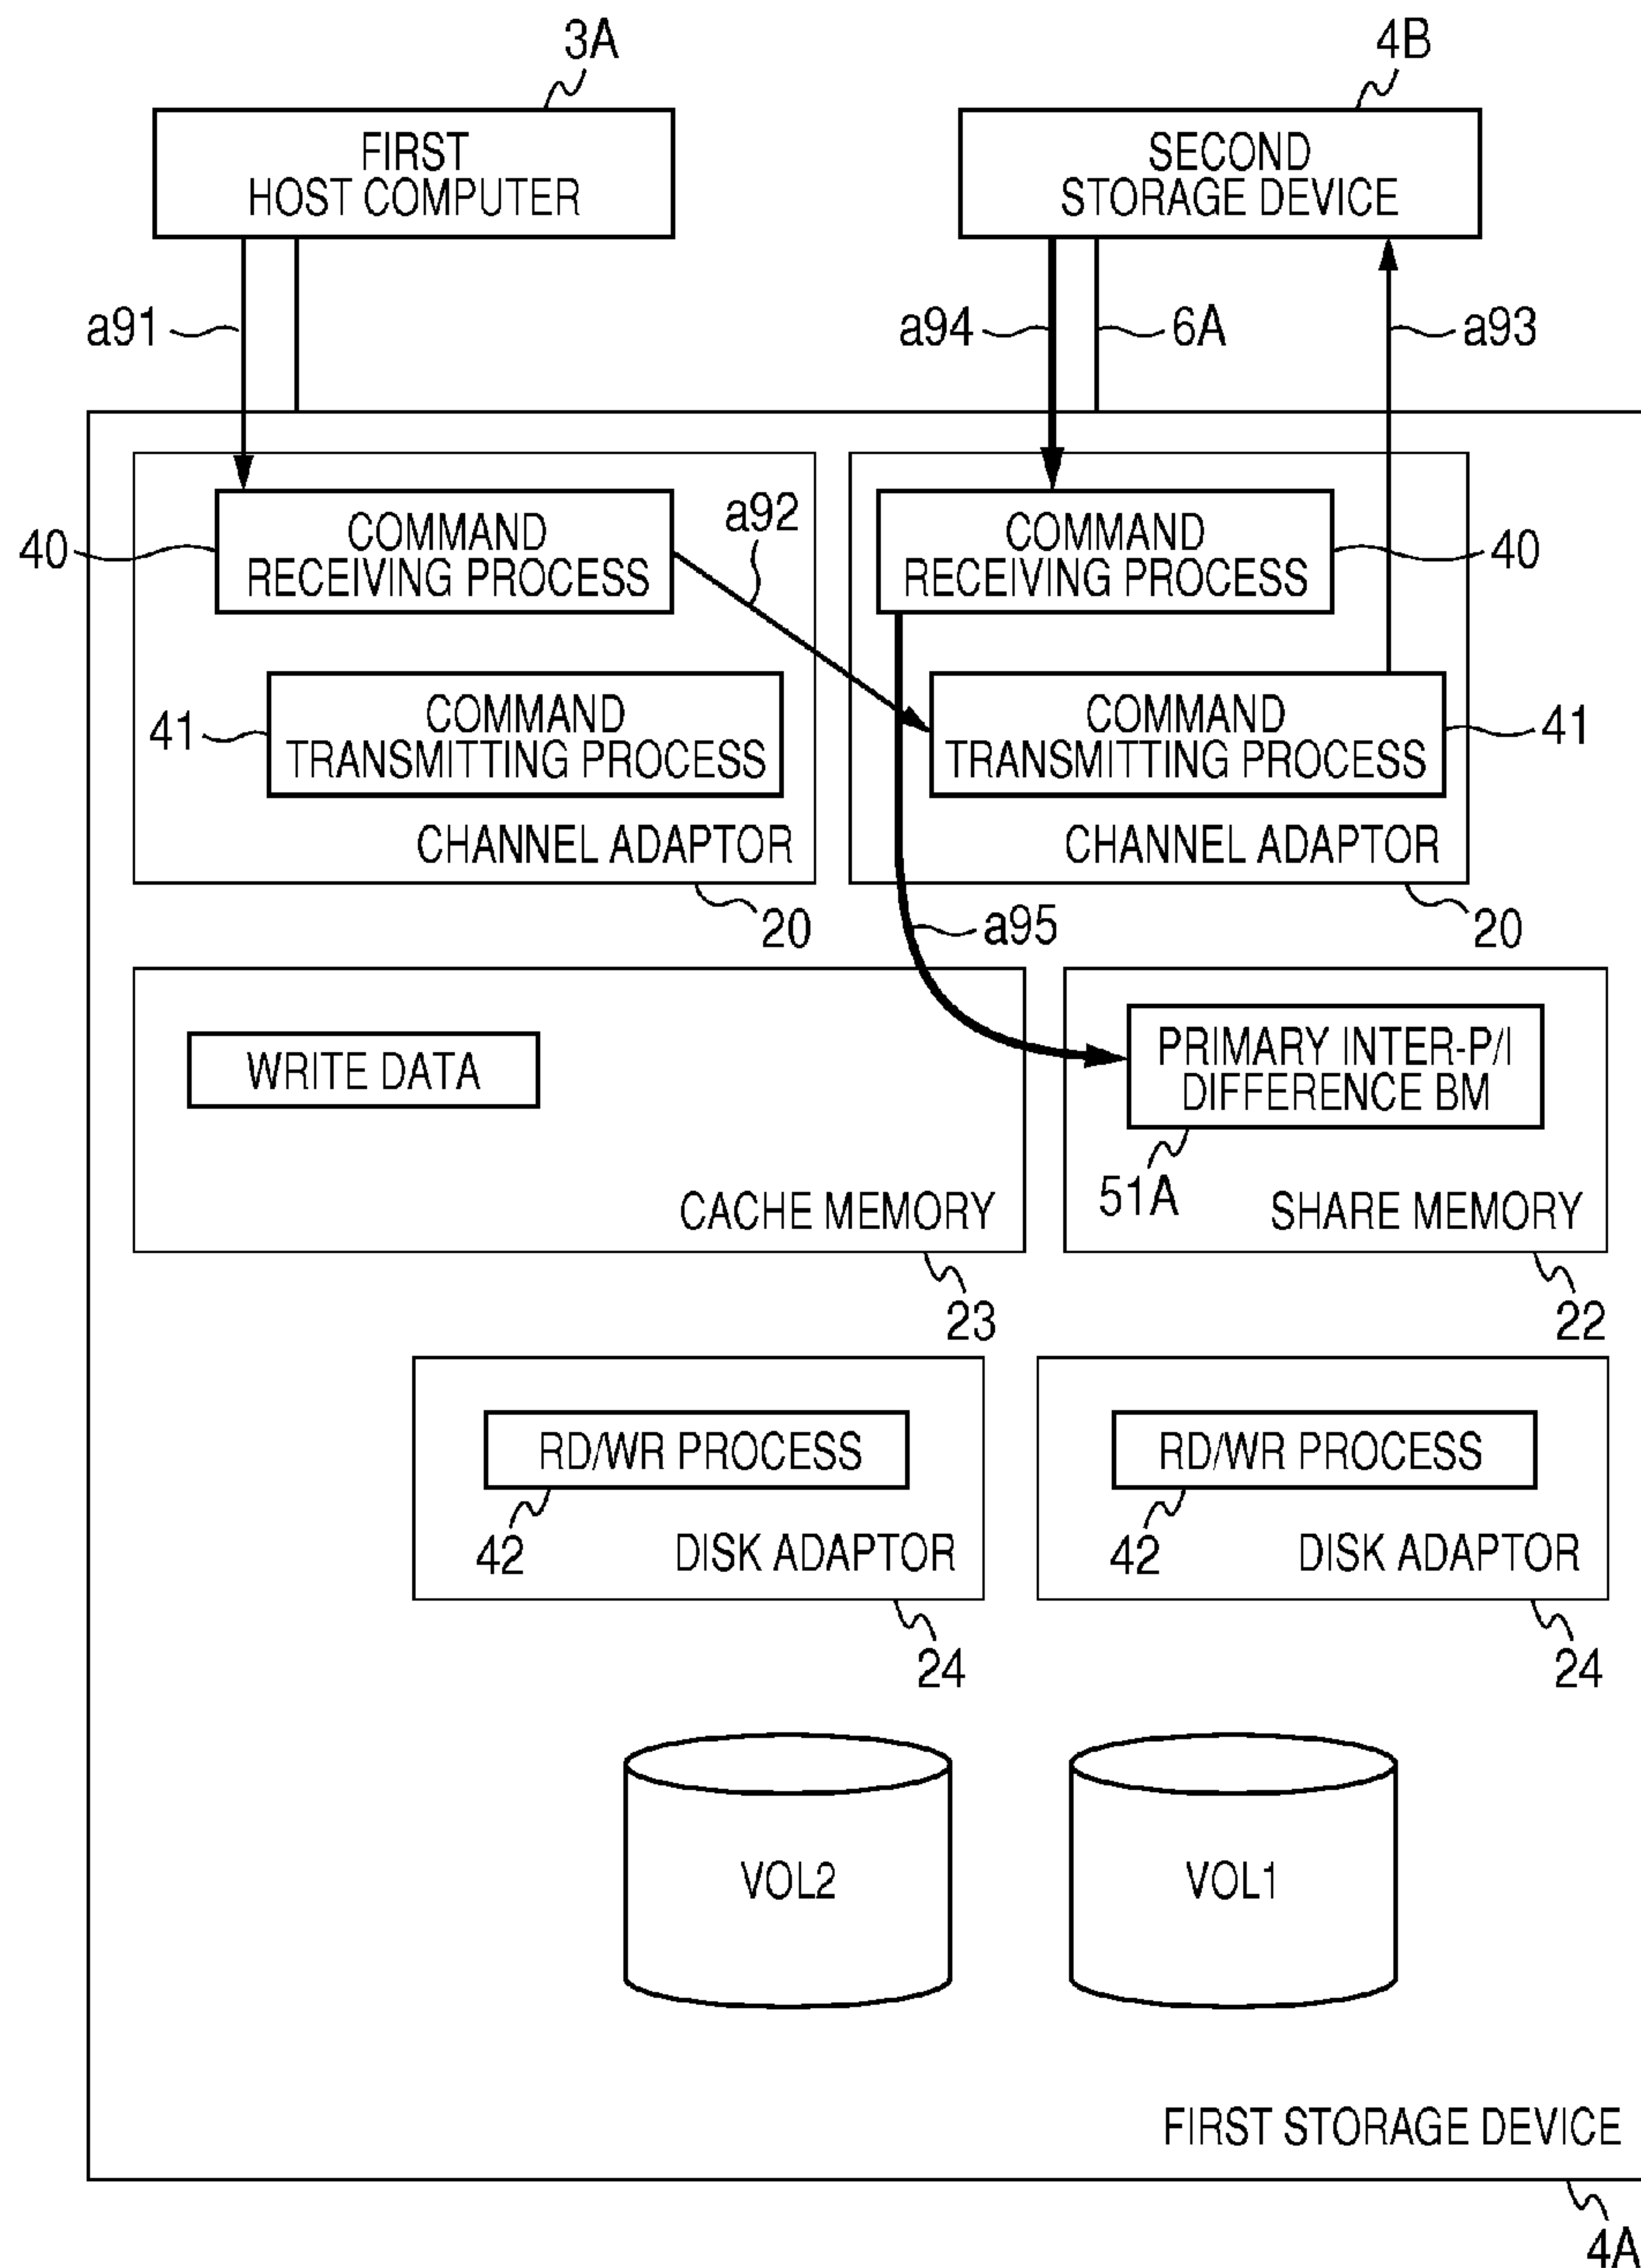 3A
4B
FIRST
HOST COMPUTER
SECOND
STORAGE DEVICE
a91
a94
6A
a93
40
COMMAND
RECEIVING PROCESS
a92
COMMAND
RECEIVING PROCESS
40
41
COMMAND
TRANSMITTING PROCESS
COMMAND
TRANSMITTING PROCESS
41
CHANNEL ADAPTOR
CHANNEL ADAPTOR
20
a95
20
WRITE DATA
PRIMARY INTER-P/I
DIFFERENCE BM
51A
CACHE MEMORY
SHARE MEMORY
23
22
RD/WR PROCESS
RD/WR PROCESS
42
DISK ADAPTOR
42
DISK ADAPTOR
24
24
VOL2
VOL1
FIRST STORAGE DEVICE
4A